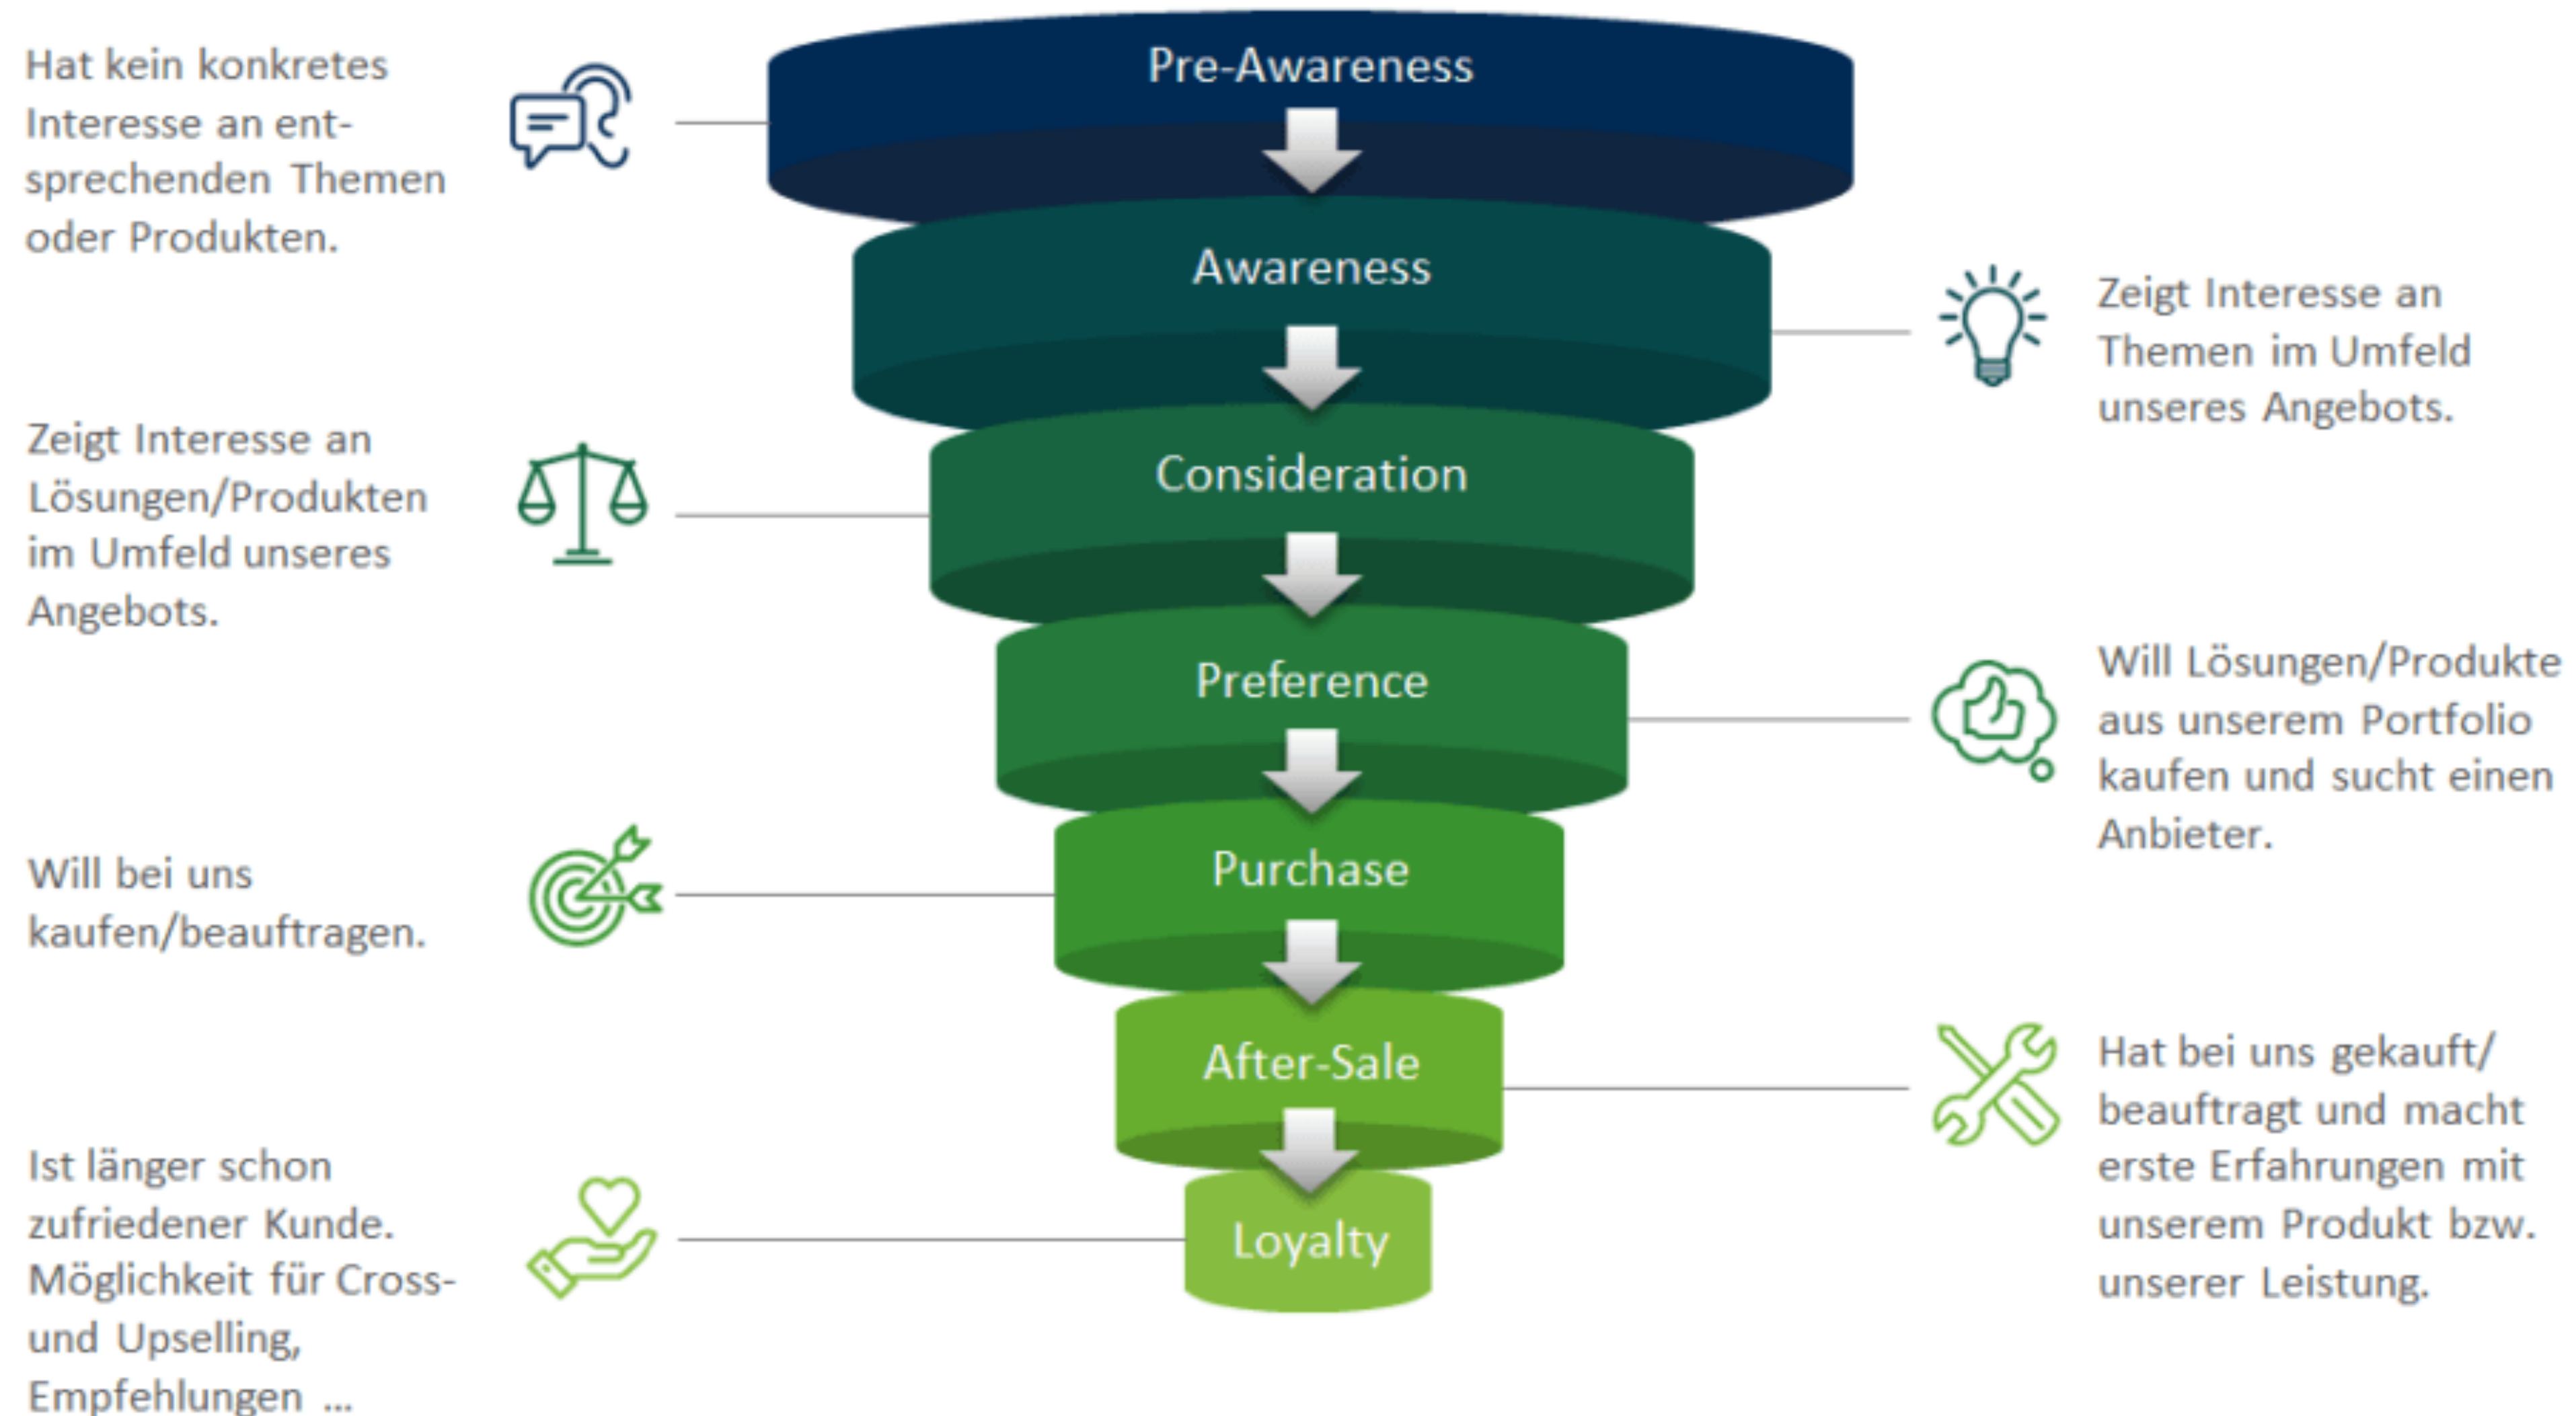 Pre-Awareness
Hat kein konkretes
Interesse an ent-
sprechenden Themen
oder Produkten.
Awareness
Zeigt Interesse an
Themen im Umfeld
unseres Angebots.
Consideration
Zeigt Interesse an
Lösungen/Produkten
im Umfeld unseres
Angebots.
Preference
Will Lösungen/Produkte
aus unserem Portfolio
kaufen und sucht einen
Anbieter.
Purchase
Will bei uns
kaufen/beauftragen.
After-Sale
Hat bei uns gekauft/
beauftragt und macht
erste Erfahrungen mit
unserem Produkt bzw.
unserer Leistung.
Loyalty
Ist länger schon
zufriedener Kunde.
Möglichkeit für Cross-
und Upselling,
Empfehlungen ...